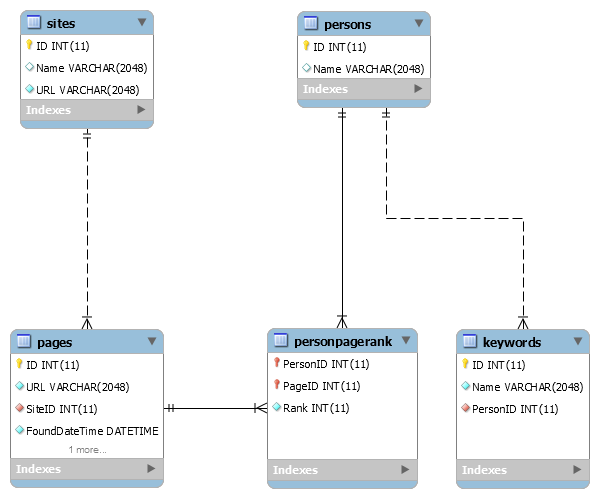 sites
ID INT(11)
Name VARCHAR(2048)
URL VARCHAR(2048)
Indexes
persons
ID INT(11)
Name VARCHAR(2048)
Indexes
pages
ID INT(11)
URL VARCHAR(2048)
SiteID INT(11)
FoundDateTime DATETIME
1 more...
Indexes
personpagerank
PersonID INT(11)
PageID INT(11)
Rank INT(11)
Indexes
keywords
ID INT(11)
Name VARCHAR(2048)
PersonID INT(11)
Indexes